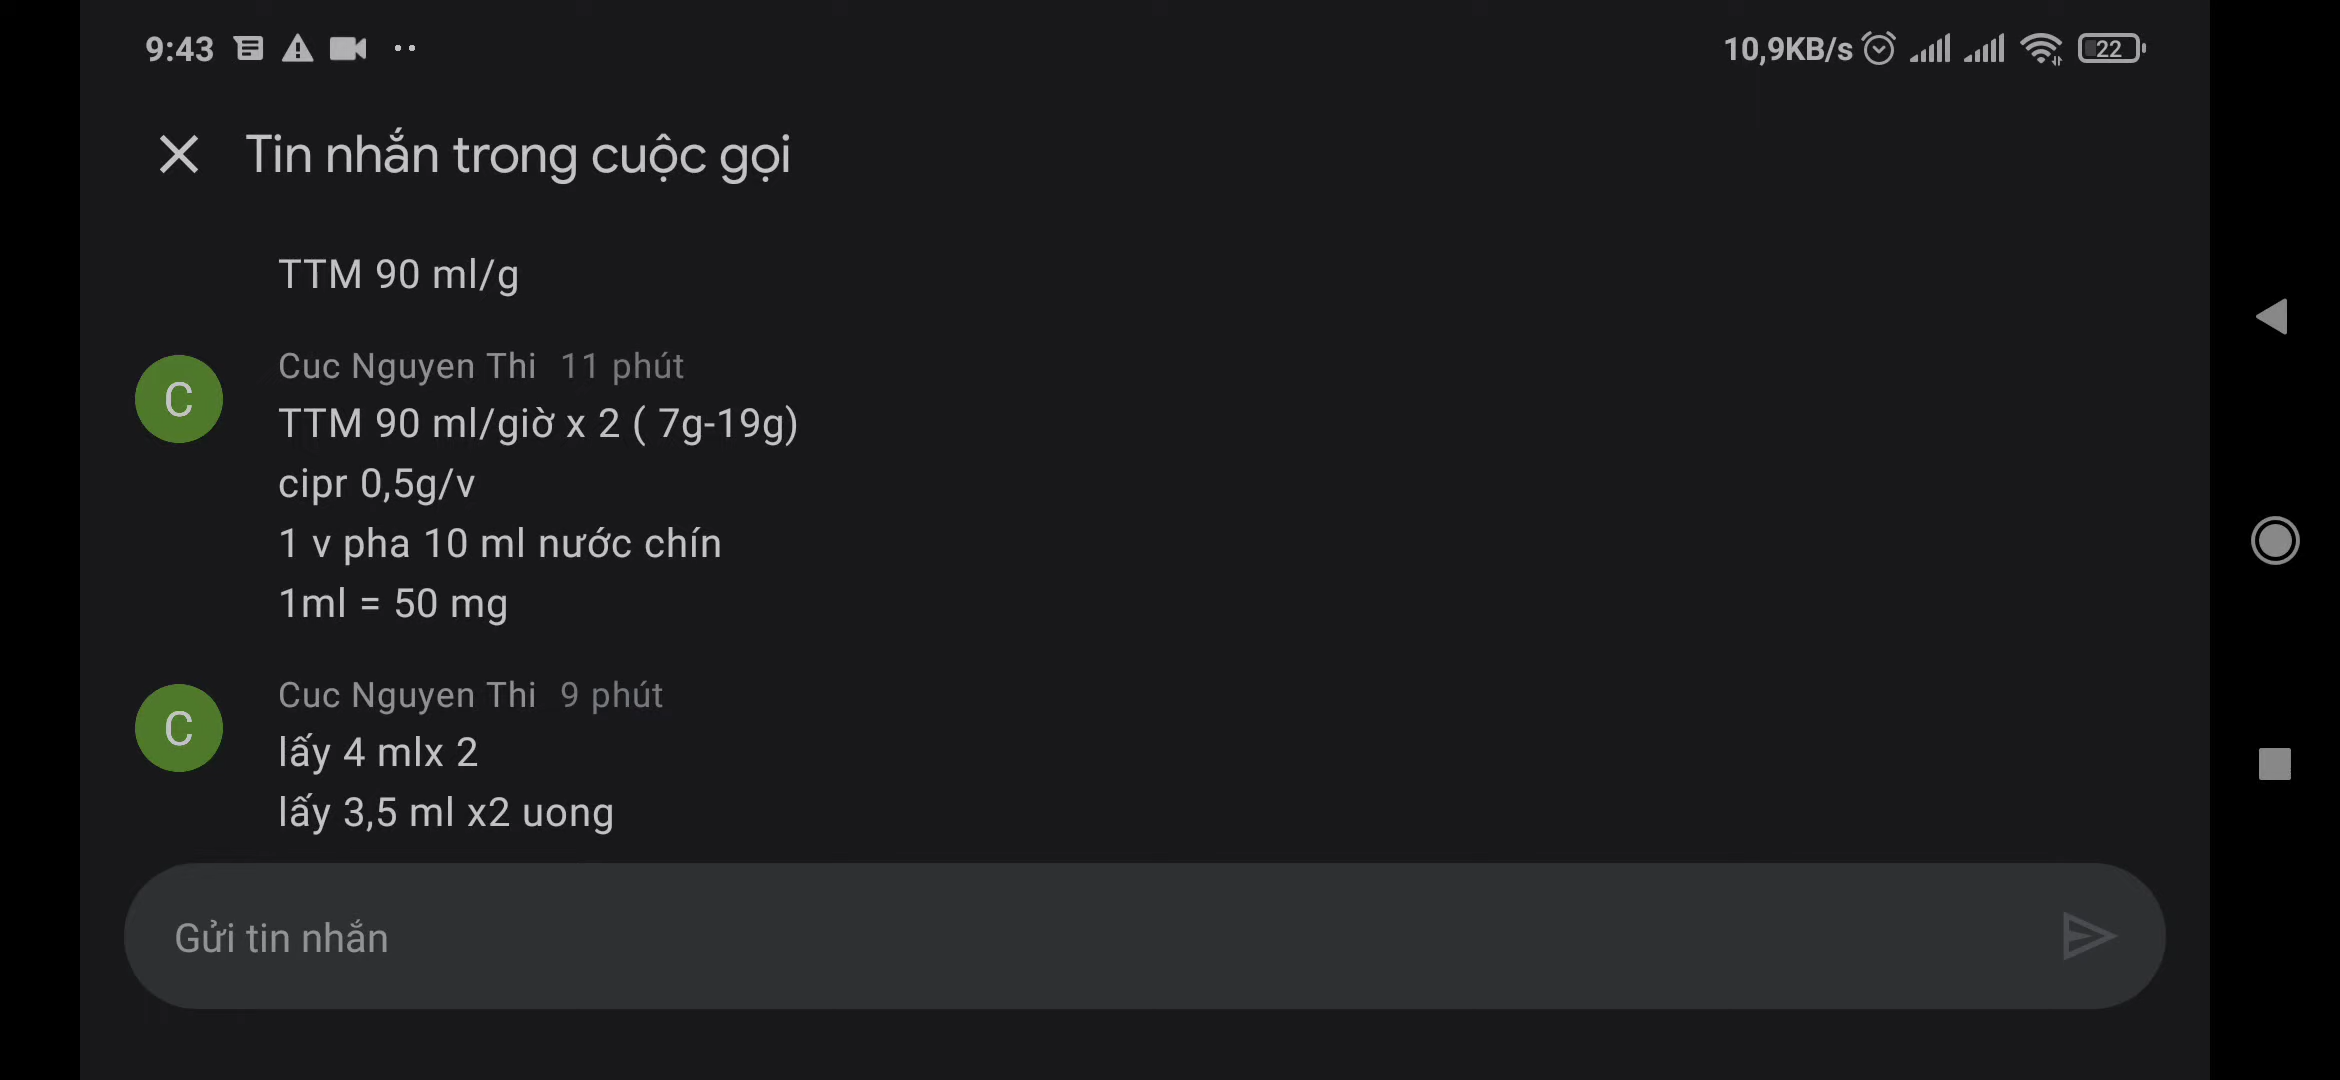 9:43
10,9KB/s
22
Tin nhắn trong cuộc gọi
TTM 90 ml/g
Cuc Nguyen Thi 11 phút
C
TTM 90 ml/giờ x 2 ( 7g-19g)
cipr 0,5g/v
1 v pha 10 ml nước chín
1ml = 50 mg
Cuc Nguyen Thi 9 phút
C
lấy 4 mlx 2
lấy 3,5 ml x2 uong
Gửi tin nhắn